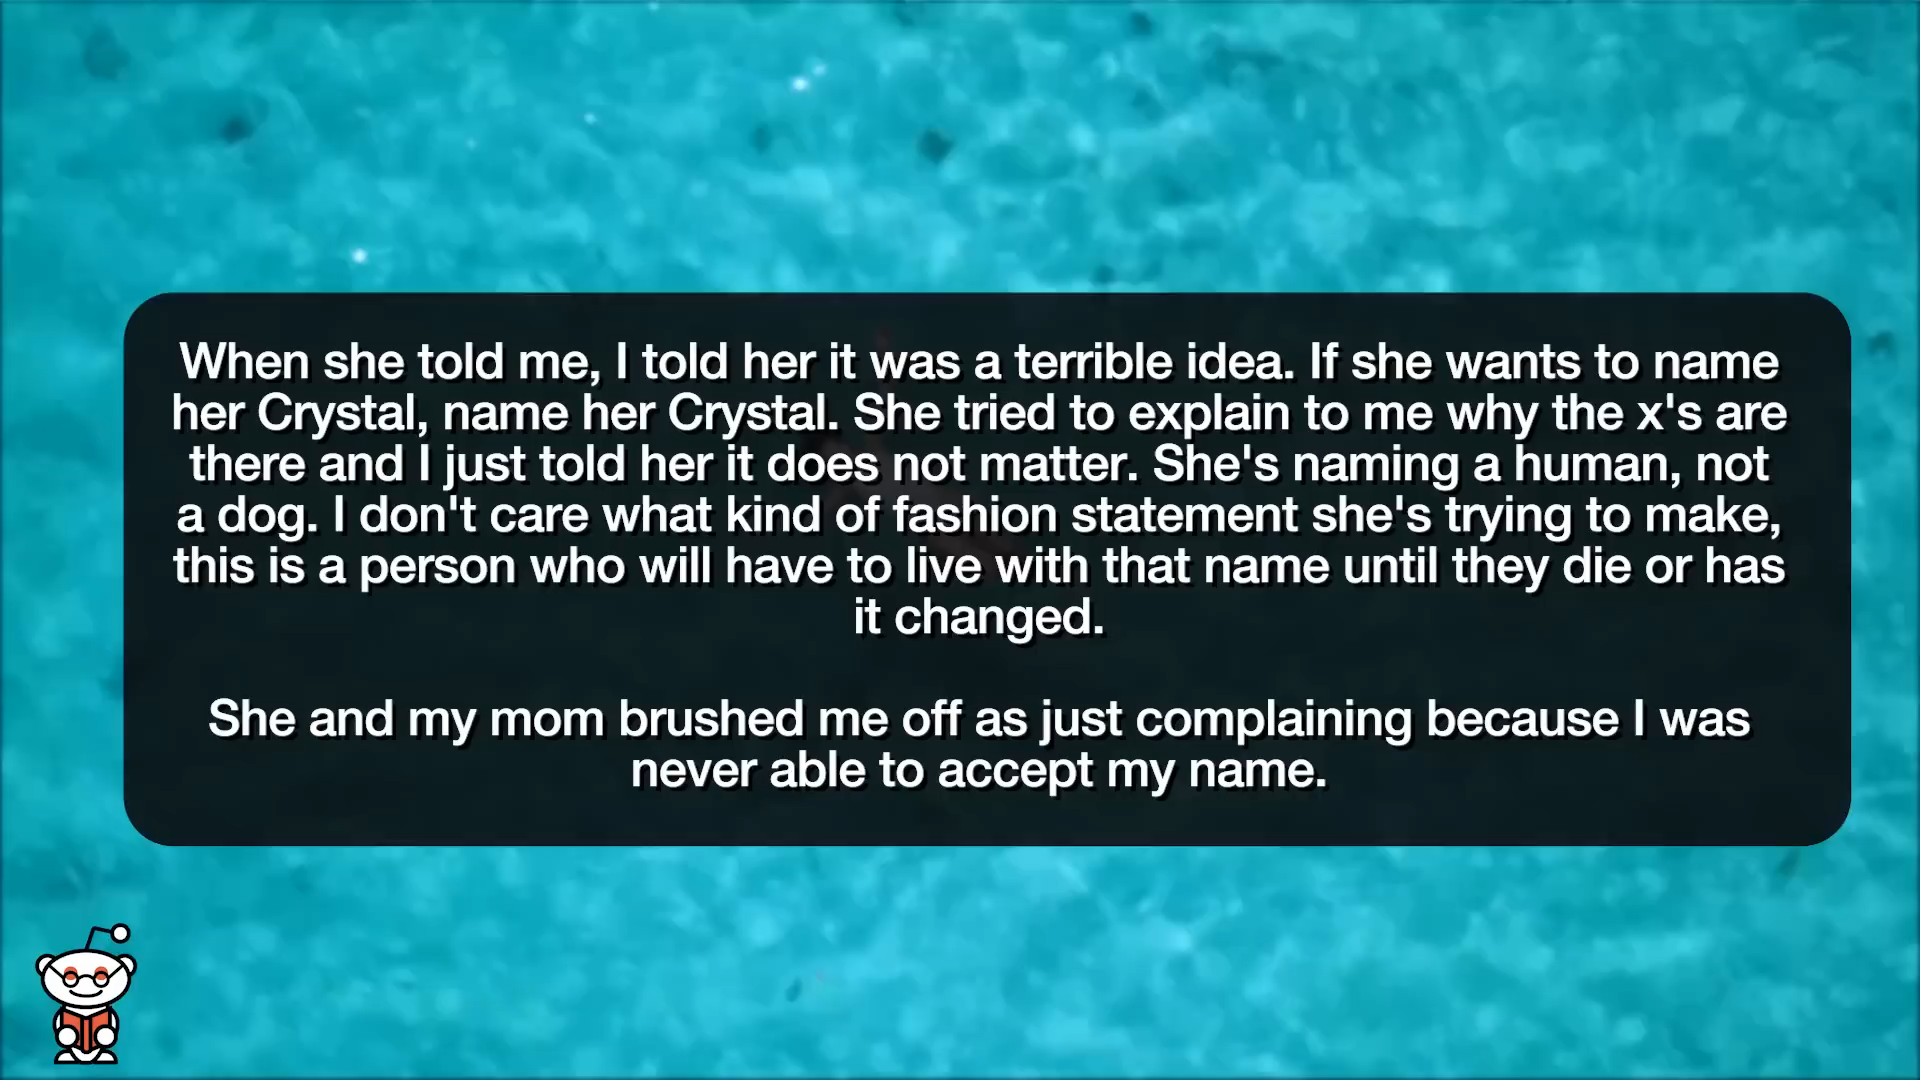 When she told me, I told her it was a terrible idea. If she wants to name
her Crystal, name her Crystal. She tried to explain to me why the x's are
there and I just told her it does not matter. She's naming a human, not
a dog. I don't care what kind of fashion statement she's trying to make,
this is a person who will have to live with that name until they die or has
it changed.
She and my mom brushed me off as just complaining because I was
never able to accept my name.